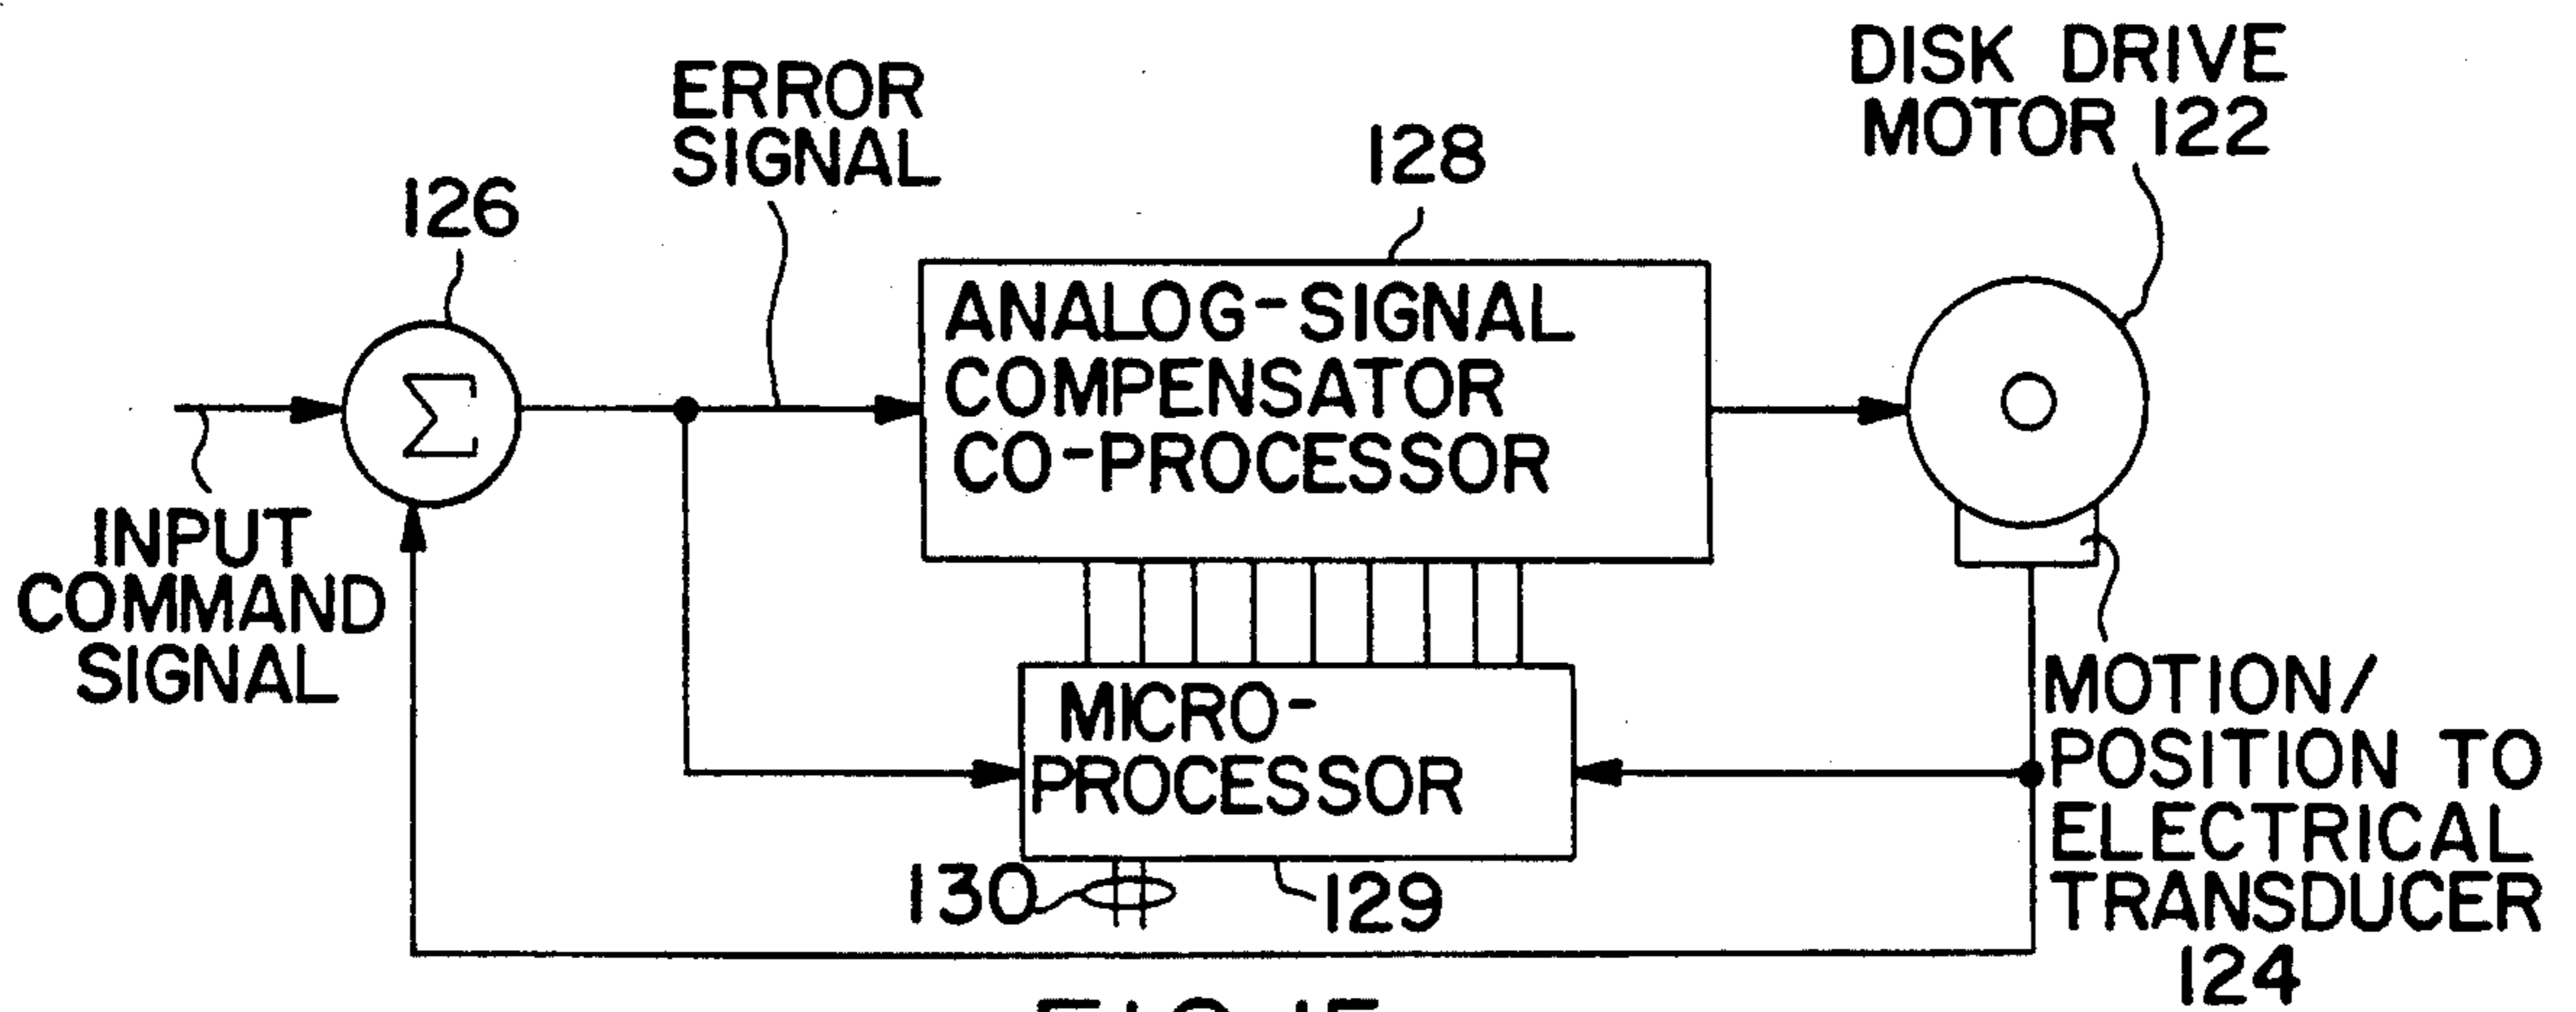 DISK DRIVE
MOTOR 122
ERROR
SIGNAL
128
126
ANALOG-SIGNAL
COMPENSATOR
CO-PROCESSOR
Σ
INPUT
COMMAND
SIGNAL
MICRO-
PROCESSOR
MOTION/
POSITION TO
ELECTRICAL
TRANSDUCER
124
130
129